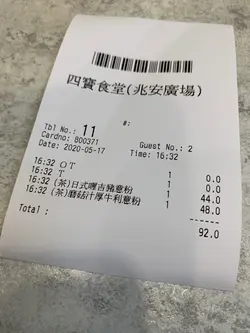 四寶食堂(兆安廣場)
#:
Tbl No.: 11
Guest No.: 2
Cardno: 800371
Date: 2020-05-17 Time: 16:32
16:32 O T 1 0.0
16:32 T 1 0.0
16:32 (茶)日式喱吉豬意粉 1 44.0
16:32 (茶)蘑菇汁厚牛利意粉 1 48.0
Total : 92.0